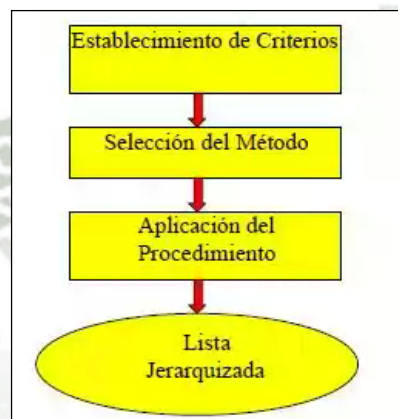 Establecimiento de Criterios
Selección del Método
Aplicación del
Procedimiento
Lista
Jerarquizada